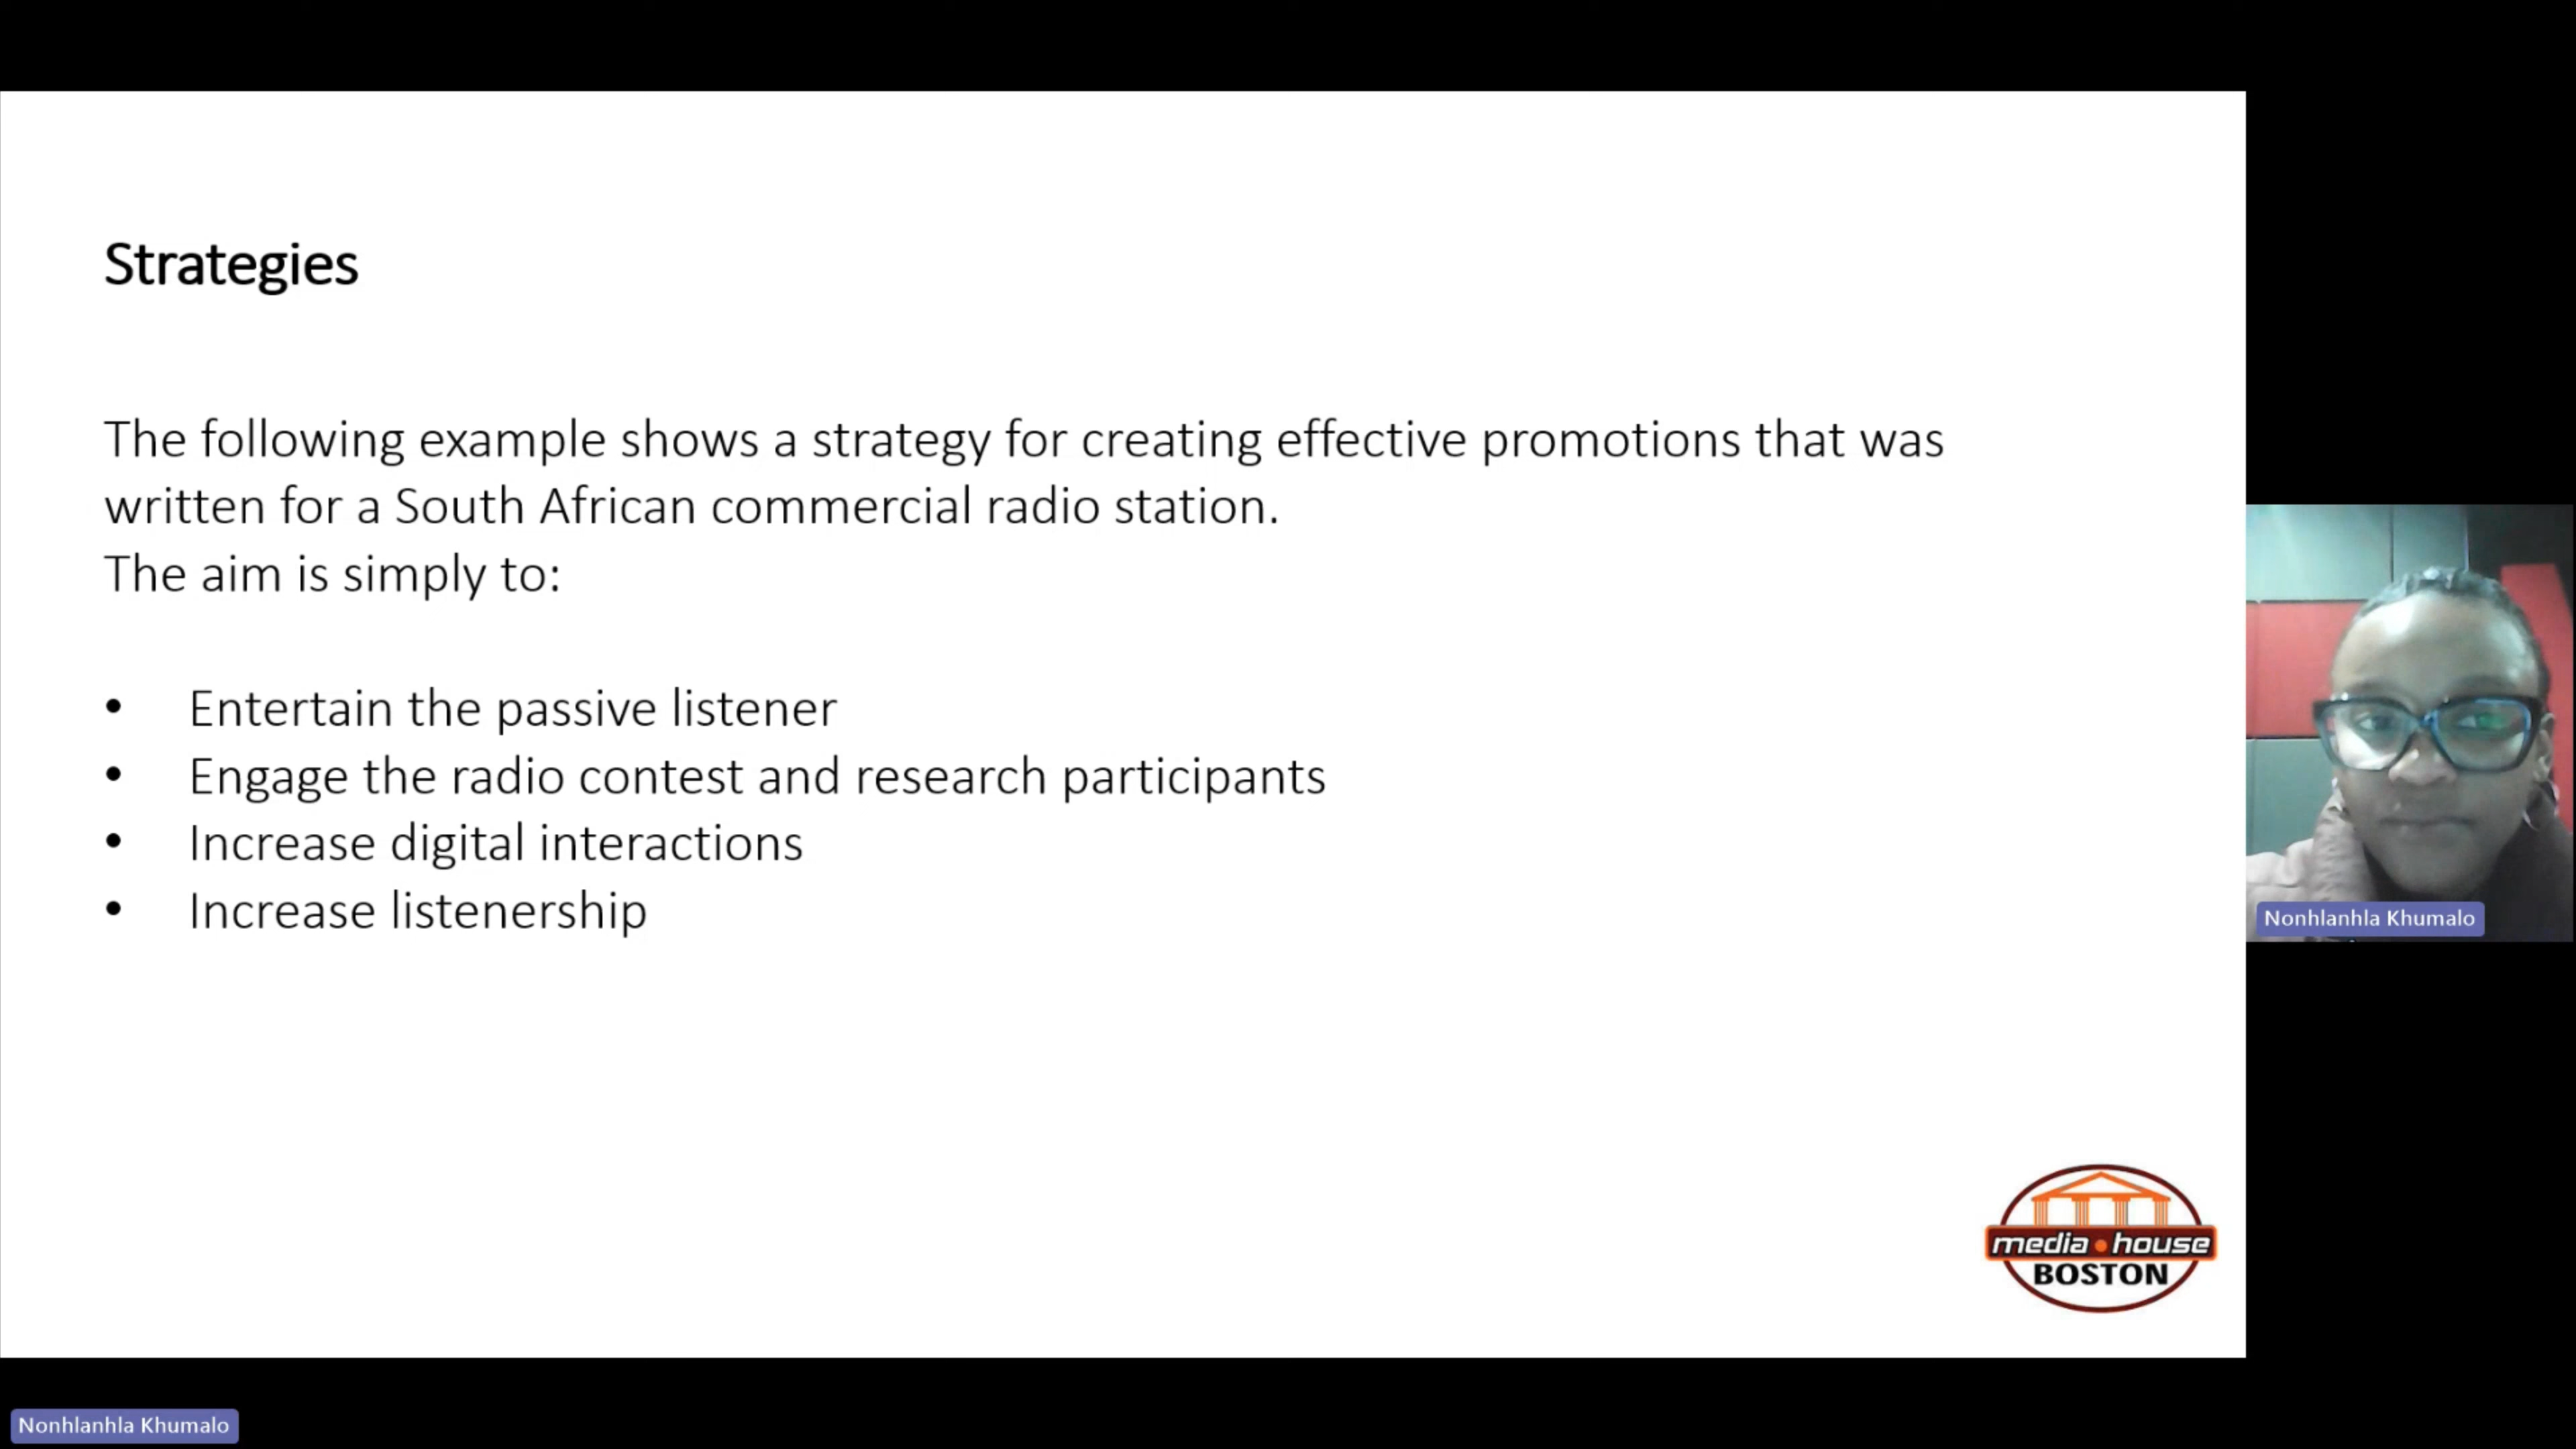 Strategies
The following example shows a strategy for creating effective promotions that was
written for a South African commercial radio station.
The aim is simply to:
• Entertain the passive listener
• Engage the radio contest and research participants
• Increase digital interactions
• Increase listenership
Nonhlanhla Khumalo
media • house
BOSTON
Nonhlanhla Khumalo